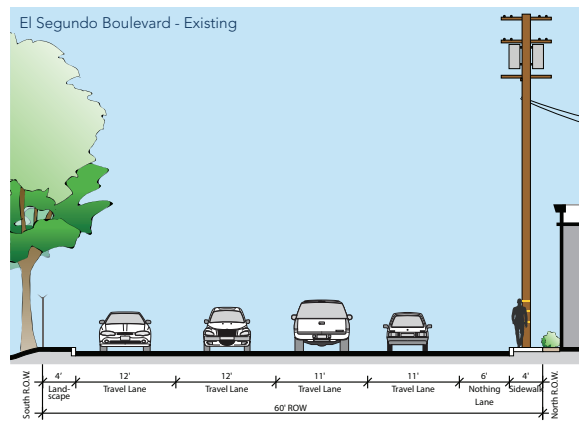 El Segundo Boulevard - Existing
4' 12' 12' 11' 11' 6' 4'
Land-
scape
Travel Lane Travel Lane Travel Lane Travel Lane
Nothing
Lane
Sidewalk
South R.O.W.
North R.O.W.
60' ROW